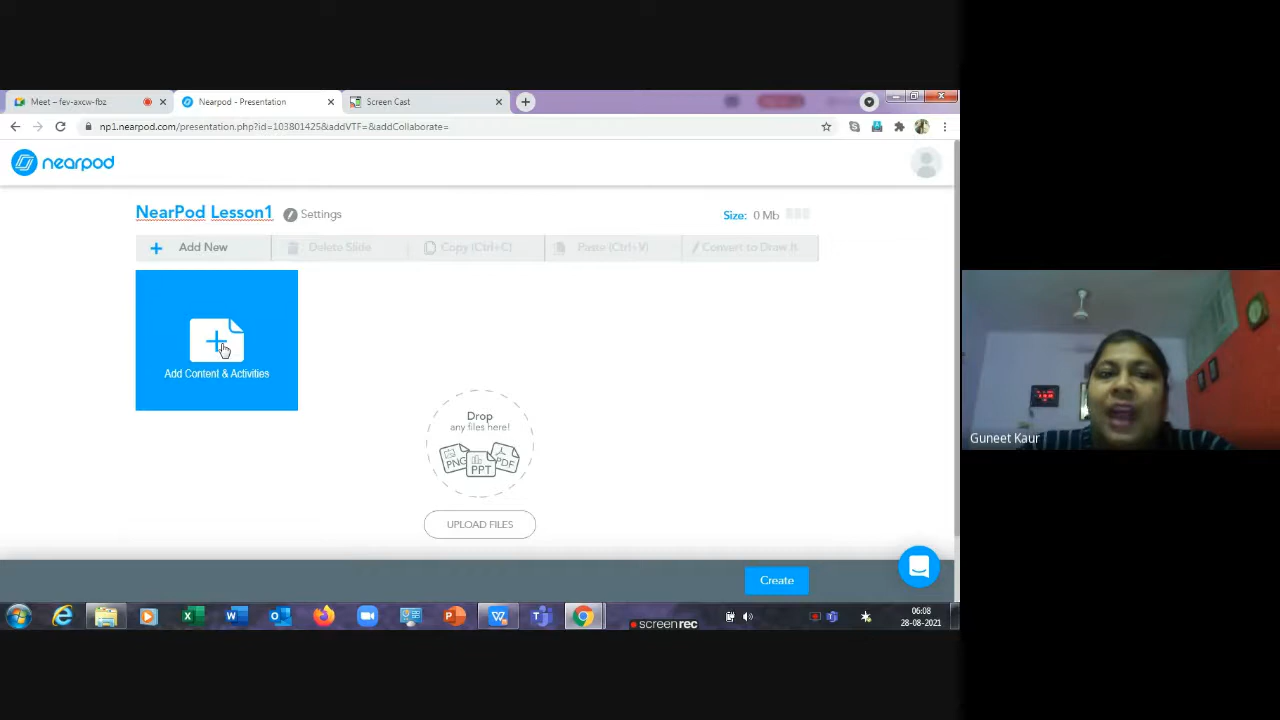 Meet – fev-axcw-fbz
Nearpod - Presentation
Screen Cast
np1.nearpod.com/presentation.php?id=103801425&addVTF=&addCollaborate=
nearpod
NearPod Lesson1
Settings
Size: 0 Mb
Add New
Delete Slide
Copy (Ctrl+C)
Paste (Ctrl+V)
Convert to Draw It
Add Content & Activities
Drop
any files here!
PNG
PPT
PDF
UPLOAD FILES
Create
Guneet Kaur
screenrec
06:08
28-08-2021